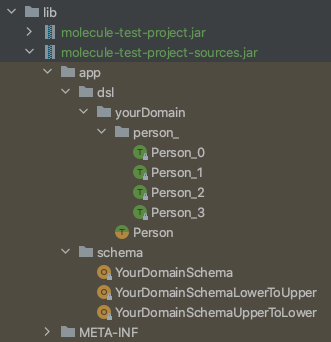 lib
molecule-test-project.jar
molecule-test-project-sources.jar
app
dsl
yourDomain
person_
Person_0
Person_1
Person_2
Person_3
Person
schema
YourDomainSchema
YourDomainSchemaLowerToUpper
YourDomainSchemaUpperToLower
META-INF